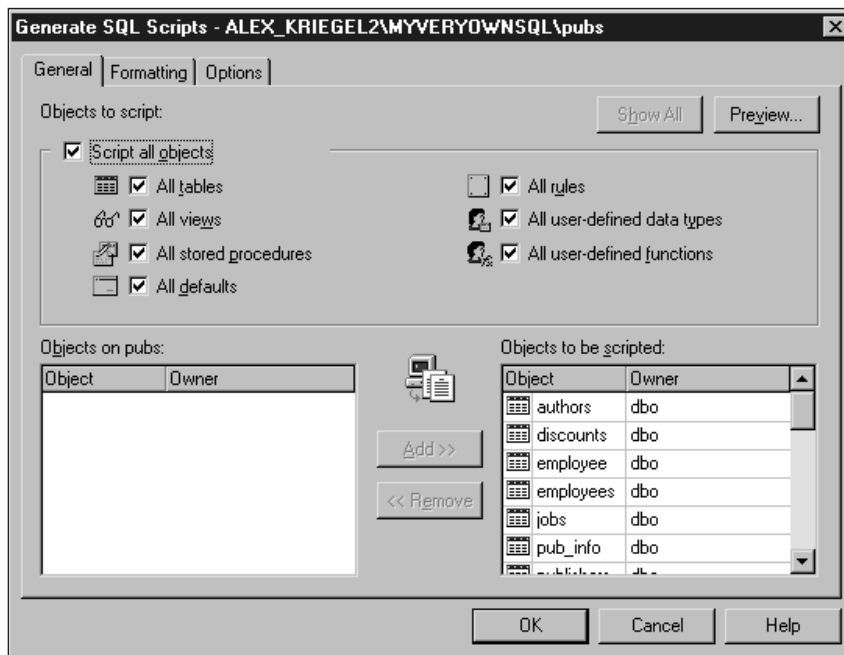 Generate SQL Scripts - ALEX_KRIEGEL2\MYVERYOWNSQL\pubs
General Formatting Options
Objects to script:
Show All Preview...
Script all objects
All tables All rules
All views All user-defined data types
All stored procedures All user-defined functions
All defaults
Objects on pubs: Objects to be scripted:
Object Owner Object Owner
authors dbo
discounts dbo
Add >>
employee dbo
employees dbo
<< Remove
jobs dbo
pub_info dbo
publishers dbo
OK Cancel Help